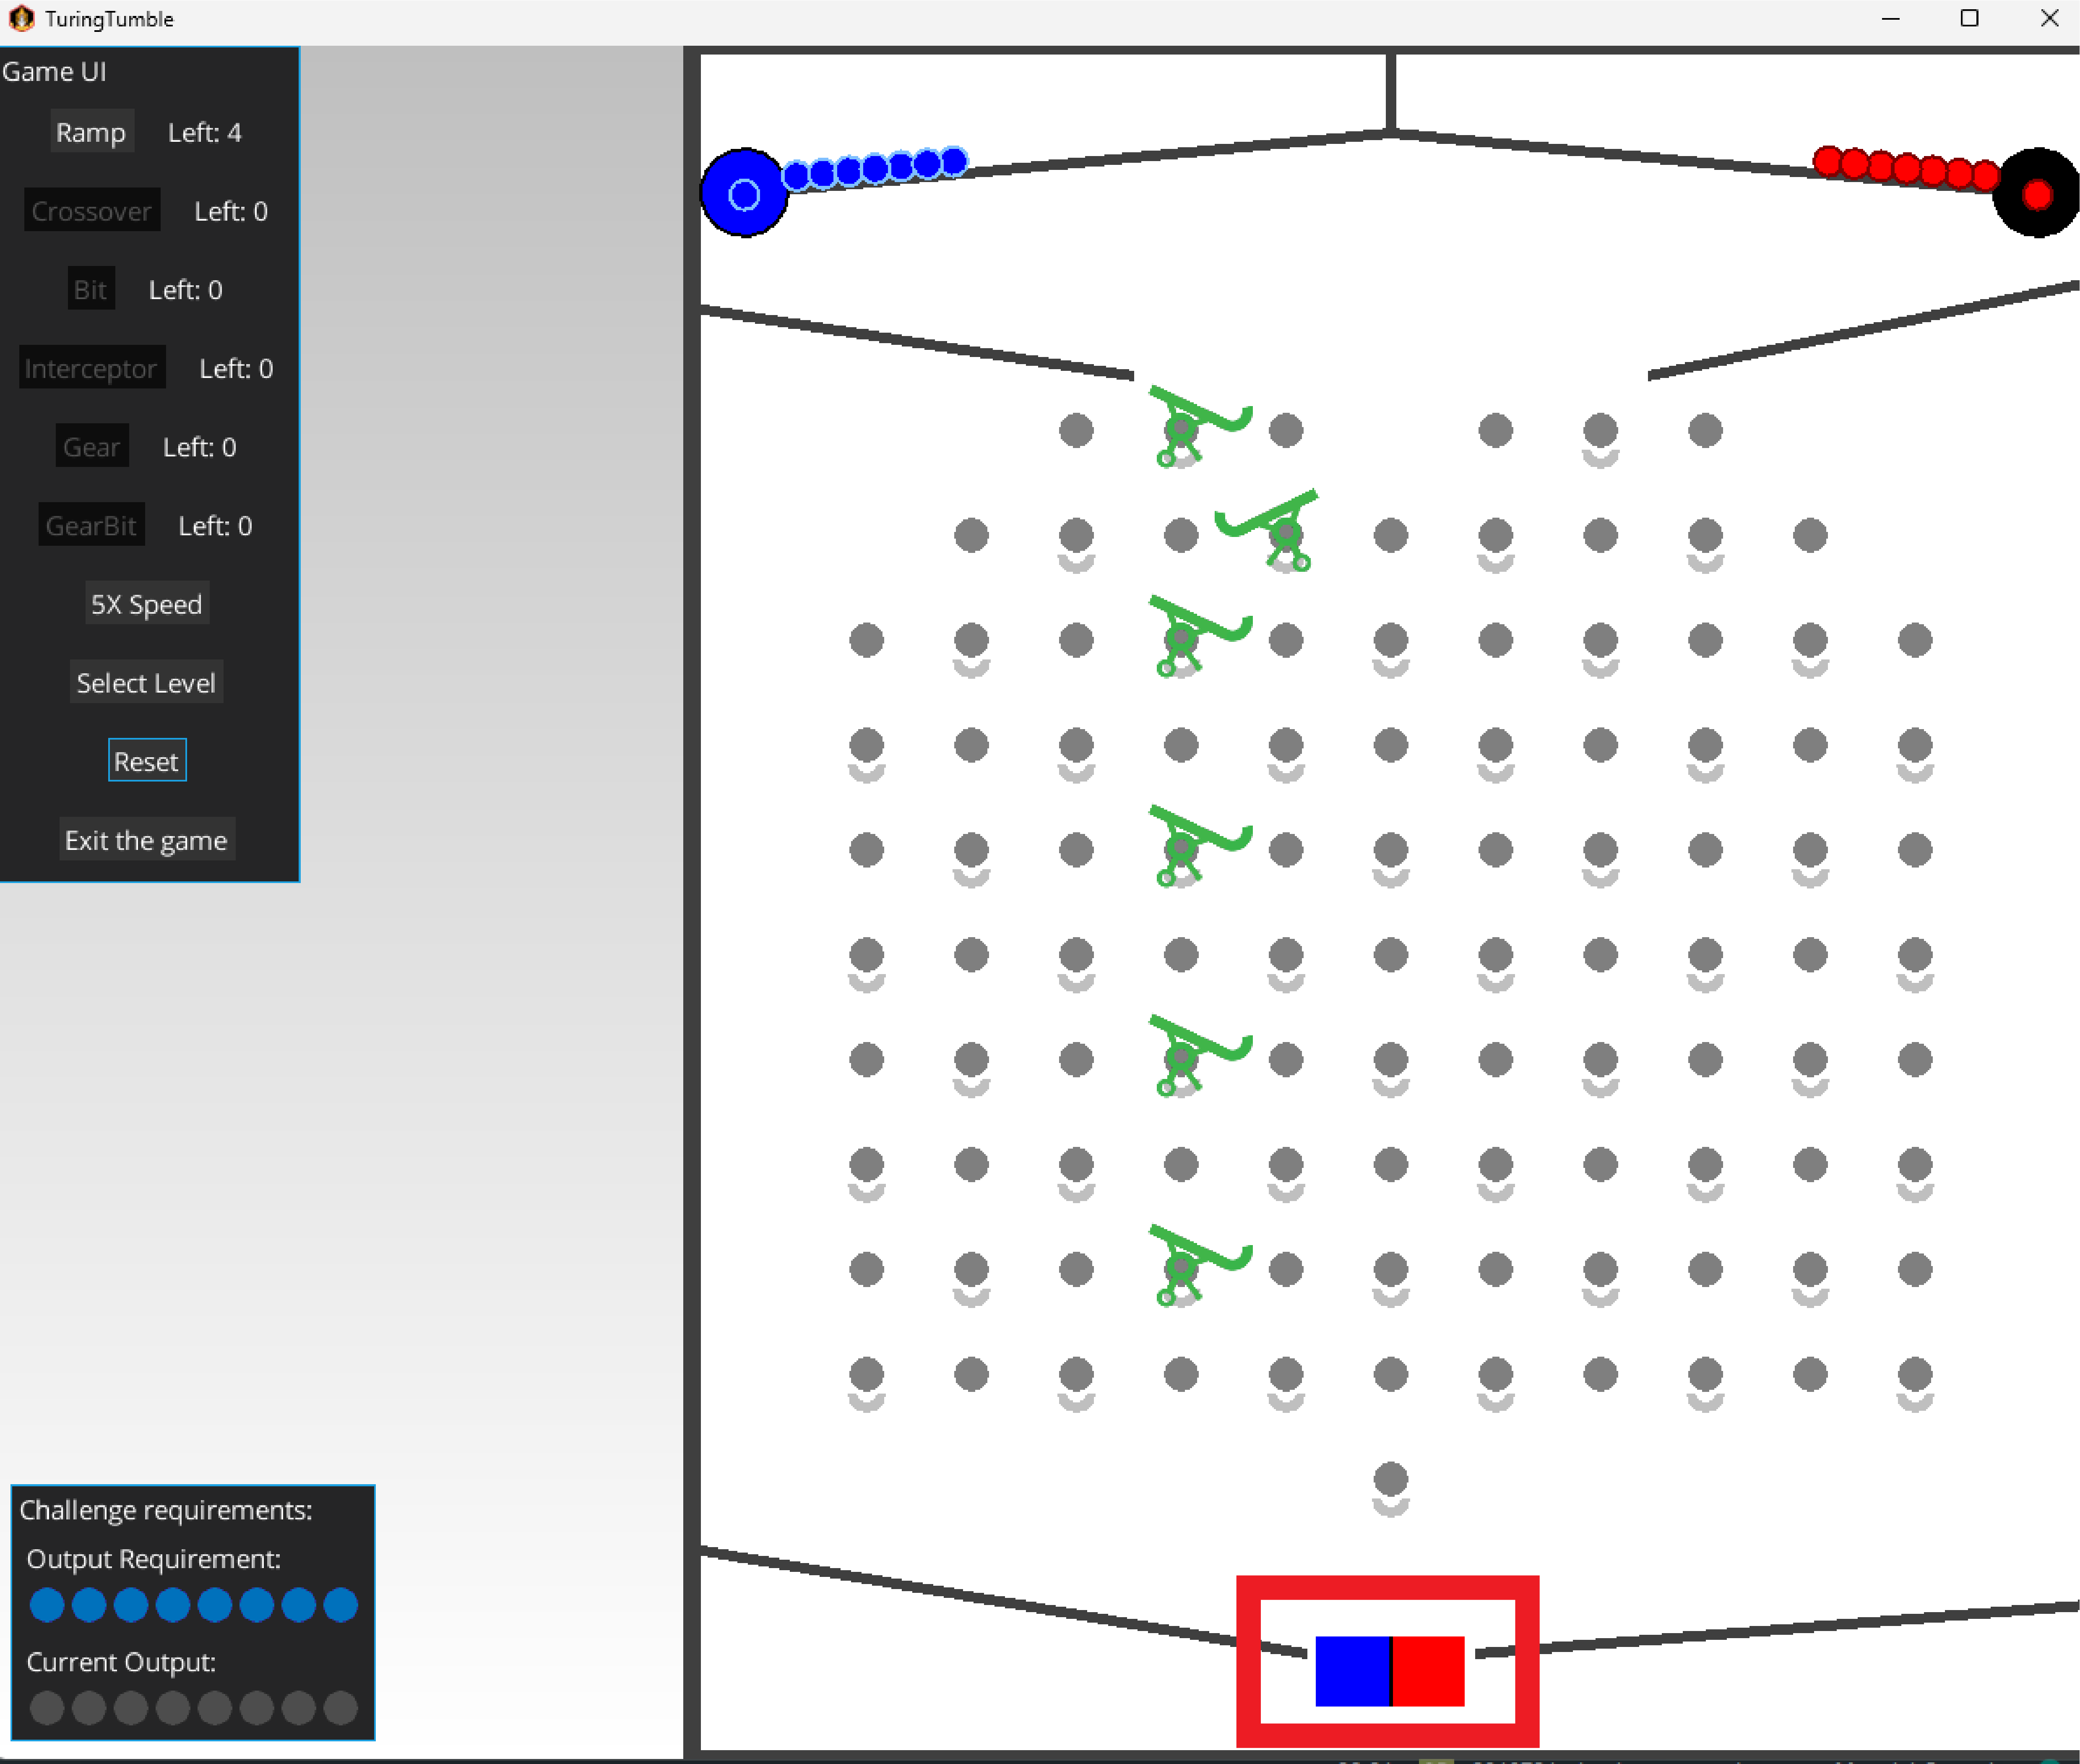 TuringTumble
Game UI
Ramp Left: 4
Crossover Left: 0
Bit Left: 0
Interceptor Left: 0
Gear Left: 0
GearBit Left: 0
5X Speed
Select Level
Reset
Exit the game
Challenge requirements:
Output Requirement:
Current Output: